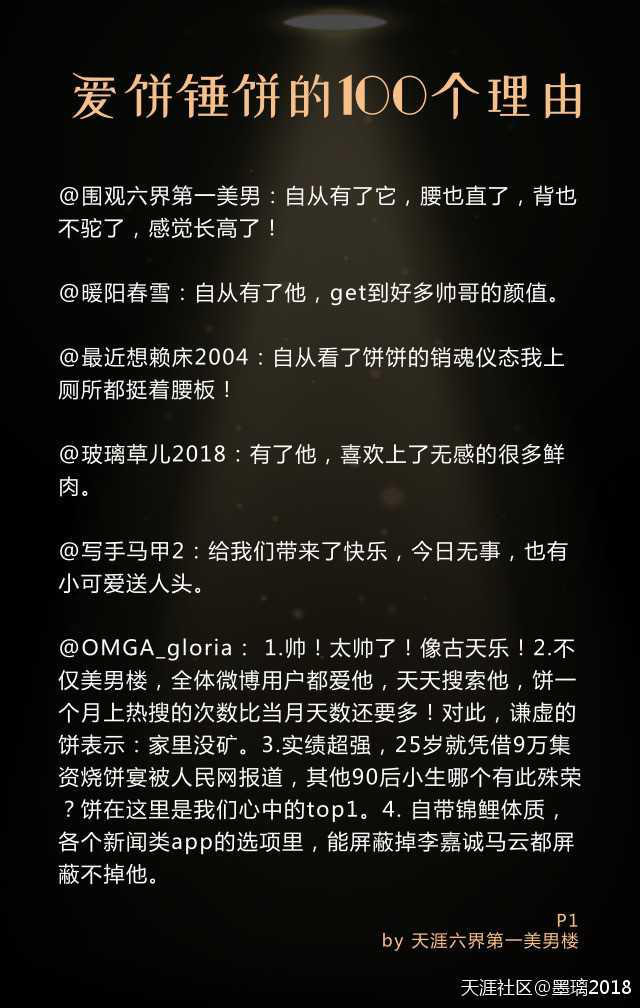 爱饼锤饼的100个理由
@围观六界第一美男：自从有了它，腰也直了，背也
不驼了，感觉长高了！
@暖阳春雪：自从有了他，get到好多帅哥的颜值。
@最近想赖床2004：自从看了饼饼的销魂仪态我上
厕所都挺着腰板！
@玻璃草儿2018：有了他，喜欢上了无感的很多鲜
肉。
@写手马甲2：给我们带来了快乐，今日无事，也有
小可爱送人头。
@OMGA_gloria： 1.帅！太帅了！像古天乐！2.不
仅美男楼，全体微博用户都爱他，天天搜索他，饼一
个月上热搜的次数比当月天数还要多！对此，谦虚的
饼表示：家里没矿。3.实绩超强，25岁就凭借9万集
资烧饼宴被人民网报道，其他90后小生哪个有此殊荣
？饼在这里是我们心中的top1。4. 自带锦鲤体质，
各个新闻类app的选项里，能屏蔽掉李嘉诚马云都屏
蔽不掉他。
P1
by 天涯六界第一美男楼
天涯社区@墨璃2018